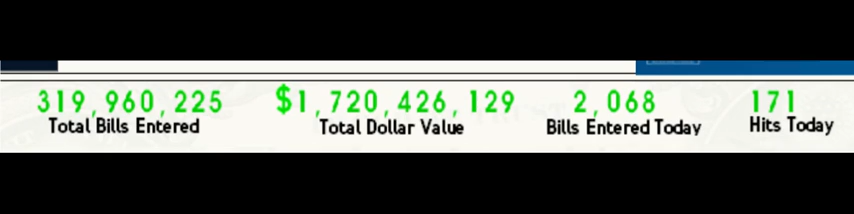 319,960,225 $1,720,426,129 2,068 171
Total Bills Entered Total Dollar Value Bills Entered Today Hits Today